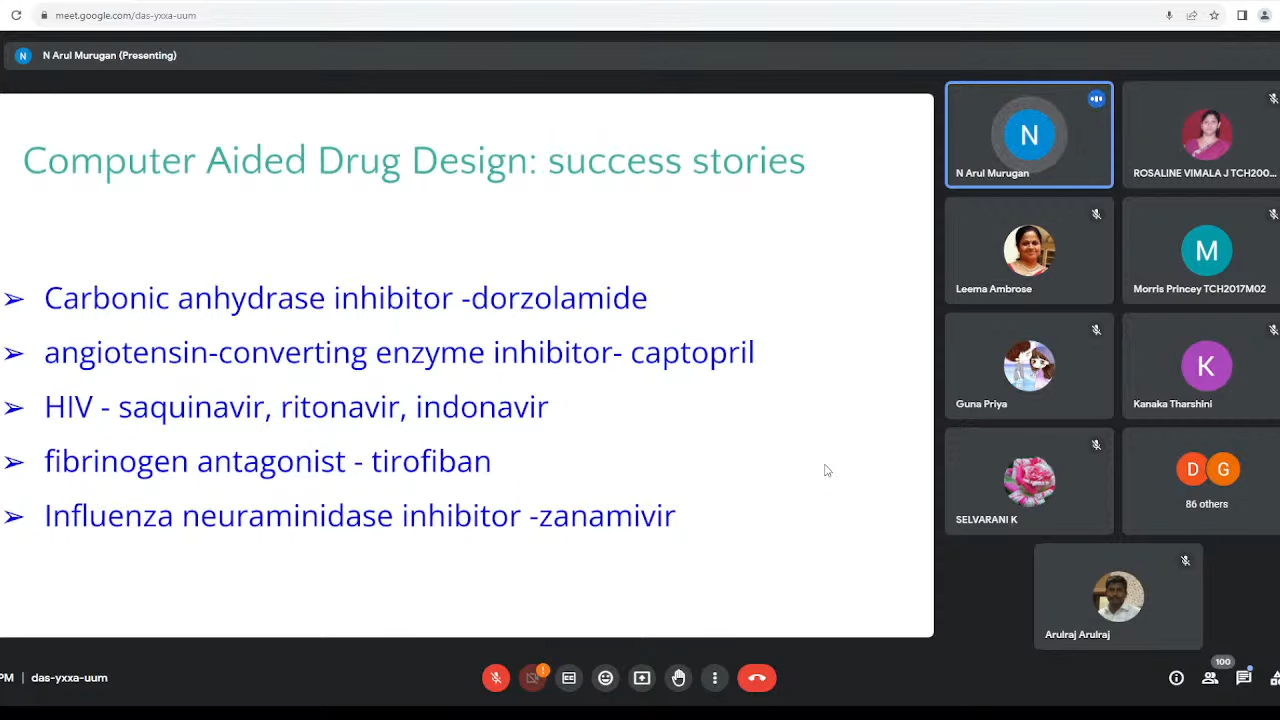 meet.google.com/das-yxxa-uum
N N Arul Murugan (Presenting)
Computer Aided Drug Design: success stories
➢ Carbonic anhydrase inhibitor -dorzolamide
➢ angiotensin-converting enzyme inhibitor- captopril
➢ HIV - saquinavir, ritonavir, indonavir
➢ fibrinogen antagonist - tirofiban
➢ Influenza neuraminidase inhibitor -zanamivir
N
N Arul Murugan
ROSALINE VIMALA J TCH200...
Leema Ambrose
M
Morris Princey TCH2017M02
Guna Priya
K
Kanaka Tharshini
SELVARANI K
D G
86 others
Arulraj Arulraj
PM | das-yxxa-uum
100